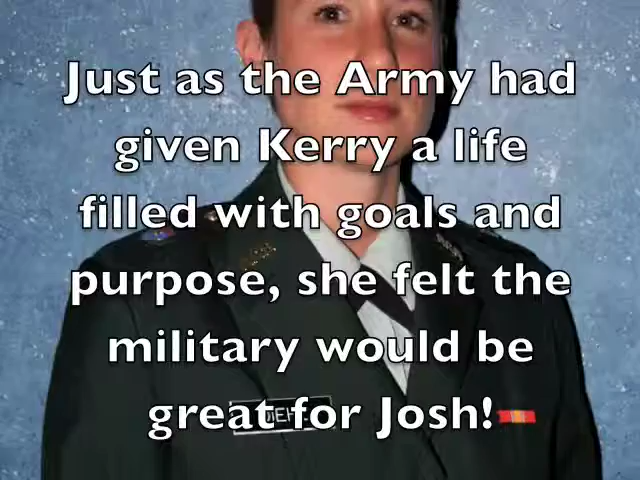 Just as the Army had
given Kerry a life
filled with goals and
purpose, she felt the
military would be
great for Josh!